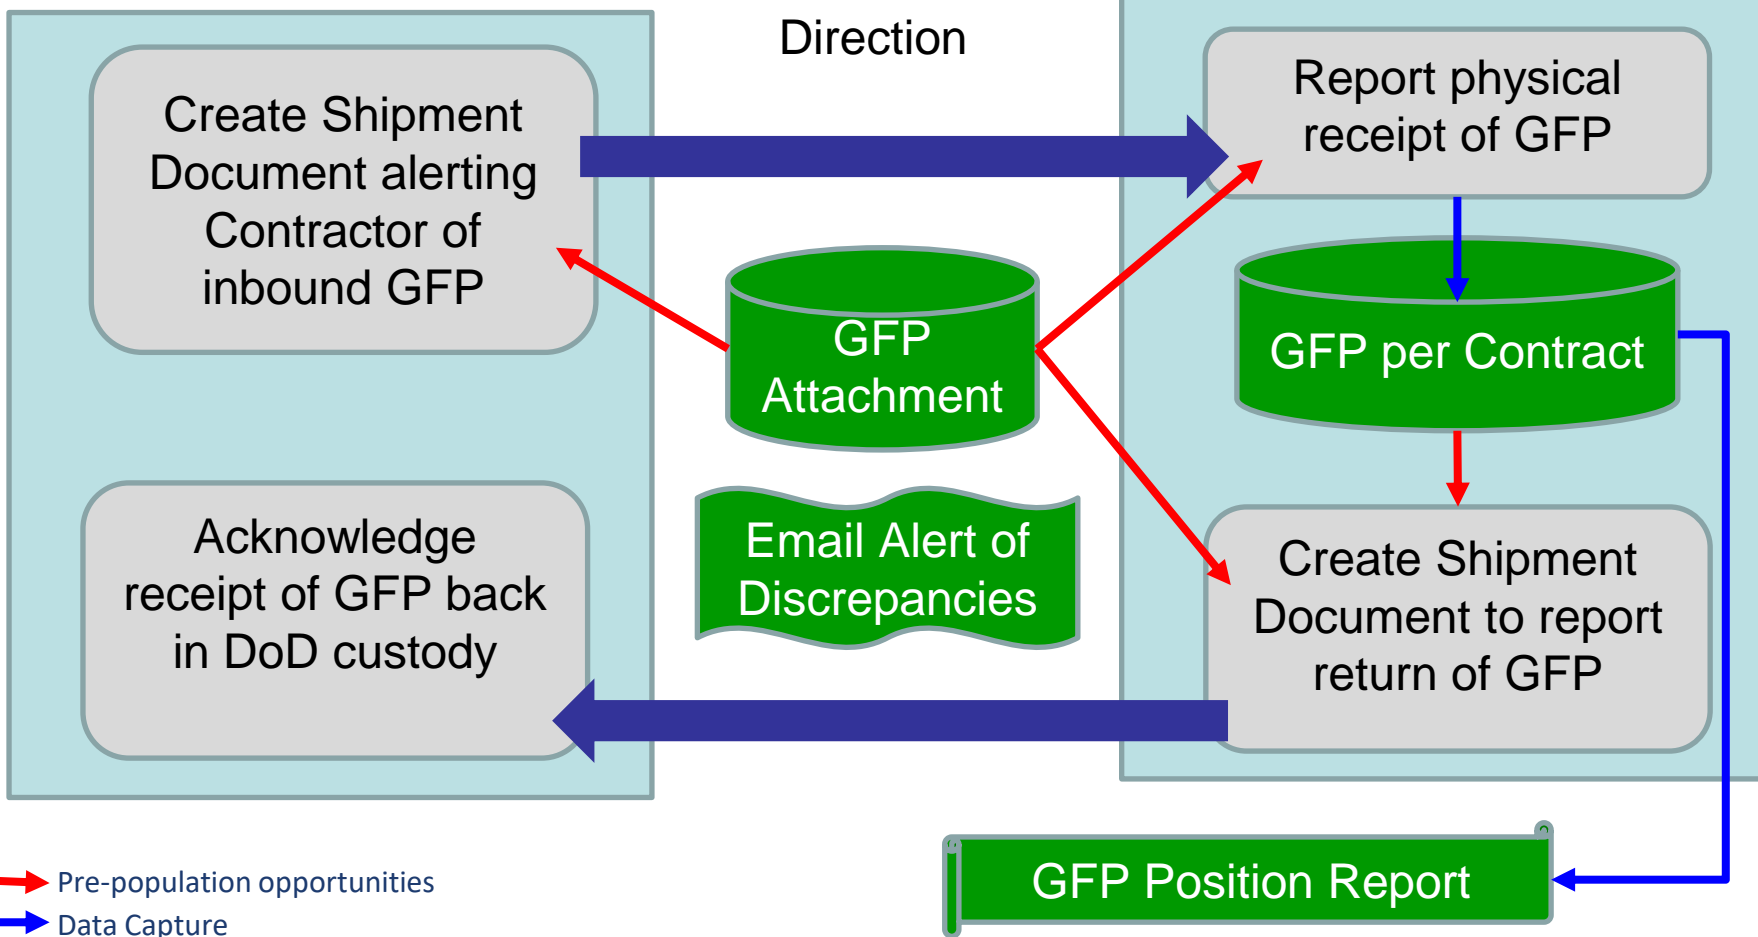 Direction
Create Shipment
Document alerting
Contractor of
inbound GFP
Report physical
receipt of GFP
GFP
Attachment
GFP per Contract
Acknowledge
receipt of GFP back
in DoD custody
Email Alert of
Discrepancies
Create Shipment
Document to report
return of GFP
GFP Position Report
Pre-population opportunities
Data Capture